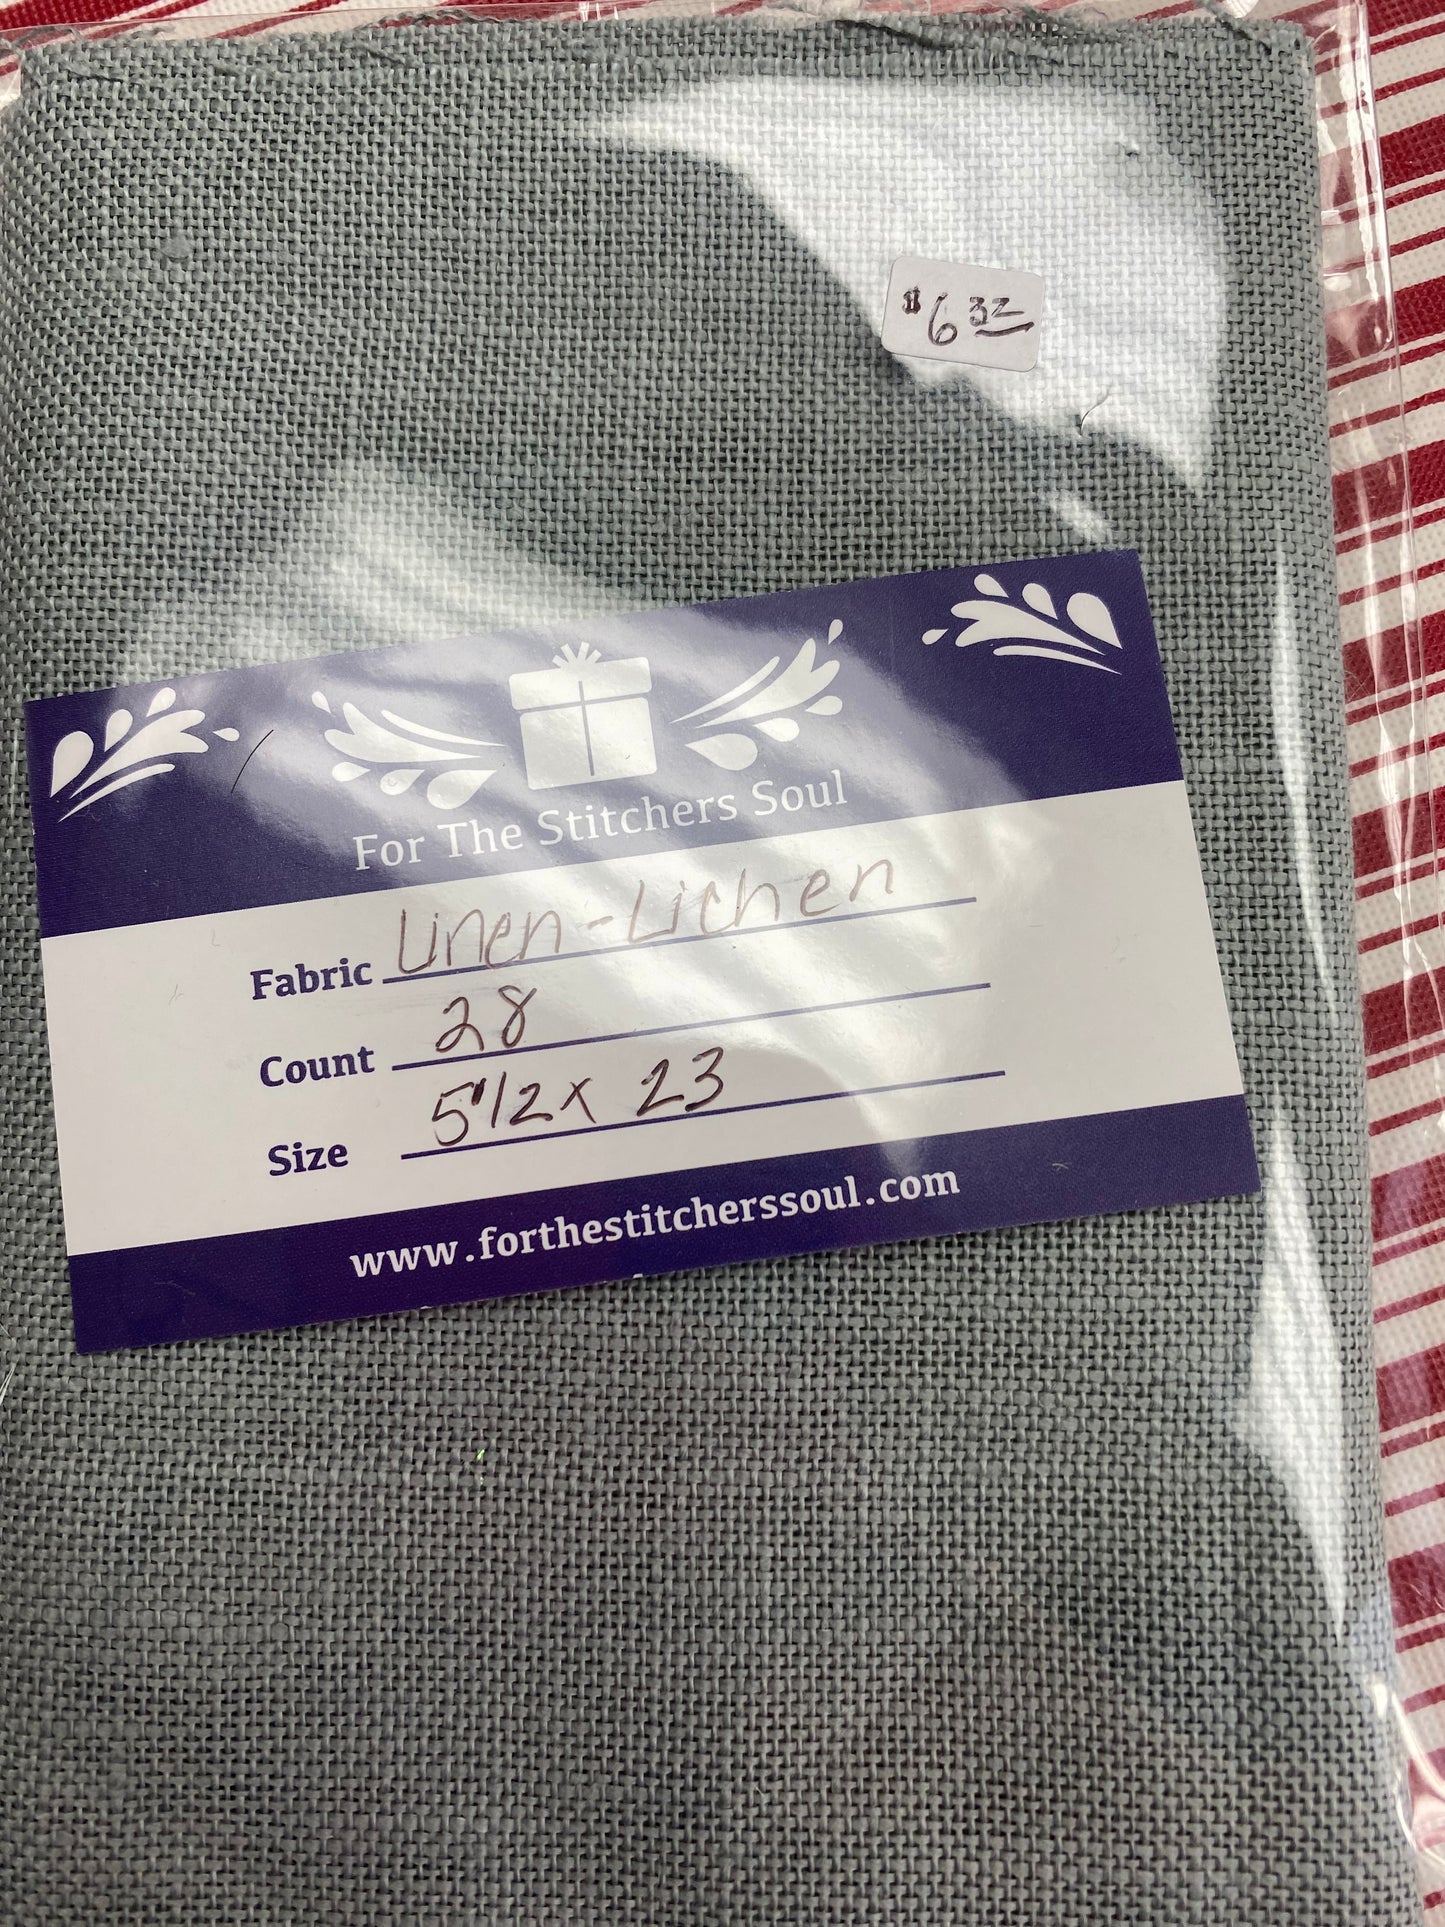 $6.32
For The Stitchers Soul
Fabric Linen-Lichen
Count 28
Size 5 1/2 x 23
www.forthestitcherssoul.com